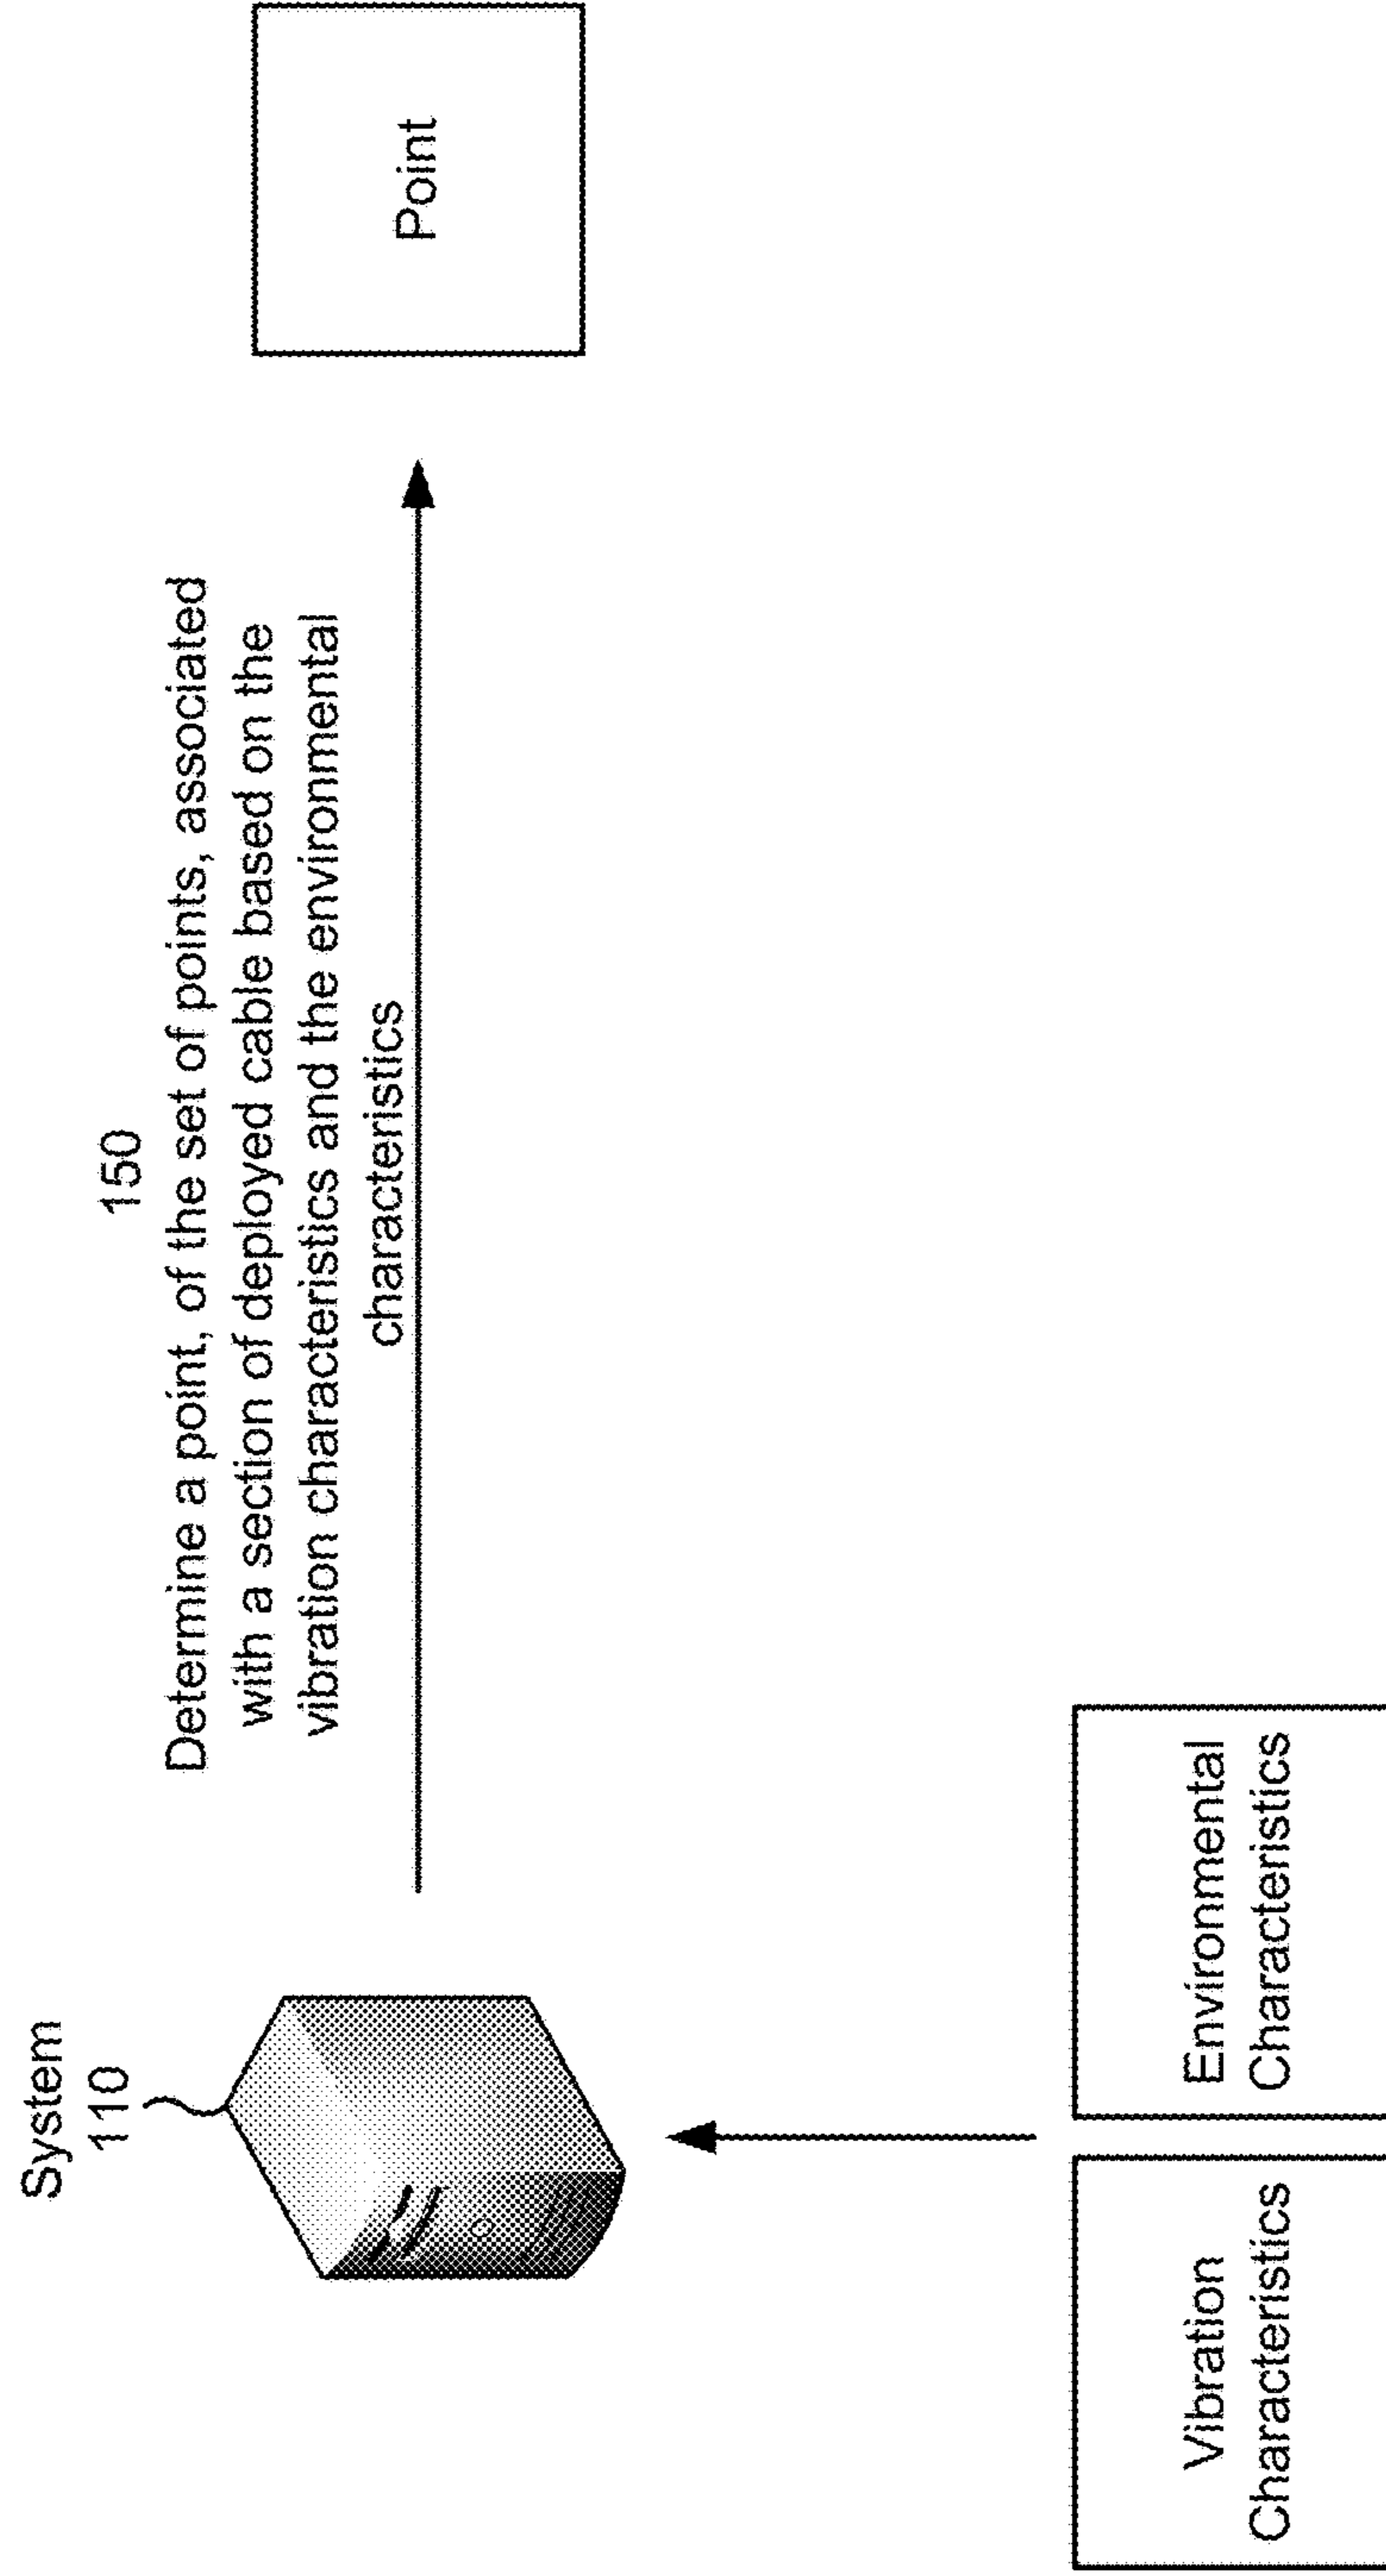 System
110
150
Determine a point, of the set of points, associated
with a section of deployed cable based on the
vibration characteristics and the environmental
characteristics
Point
Vibration
Characteristics
Environmental
Characteristics